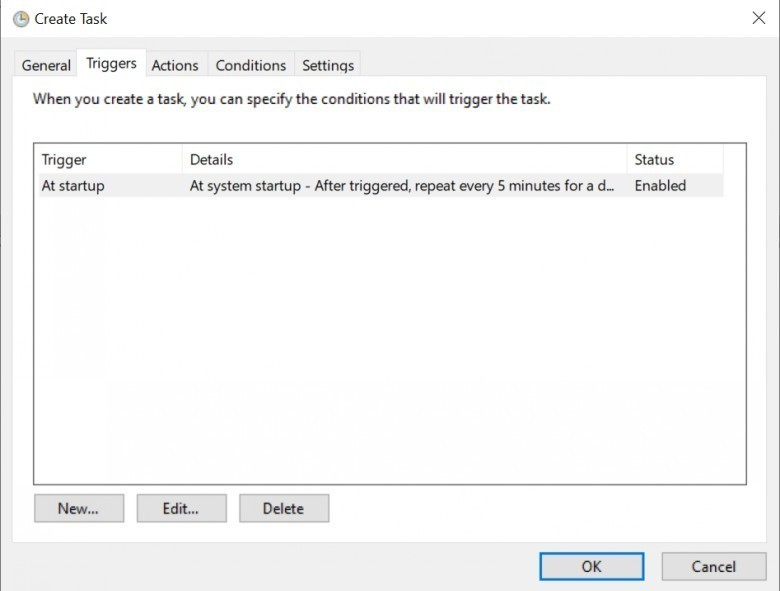 Create Task
General Triggers Actions Conditions Settings
When you create a task, you can specify the conditions that will trigger the task.
Trigger Details Status
At startup At system startup - After triggered, repeat every 5 minutes for a d... Enabled
New... Edit... Delete
OK Cancel